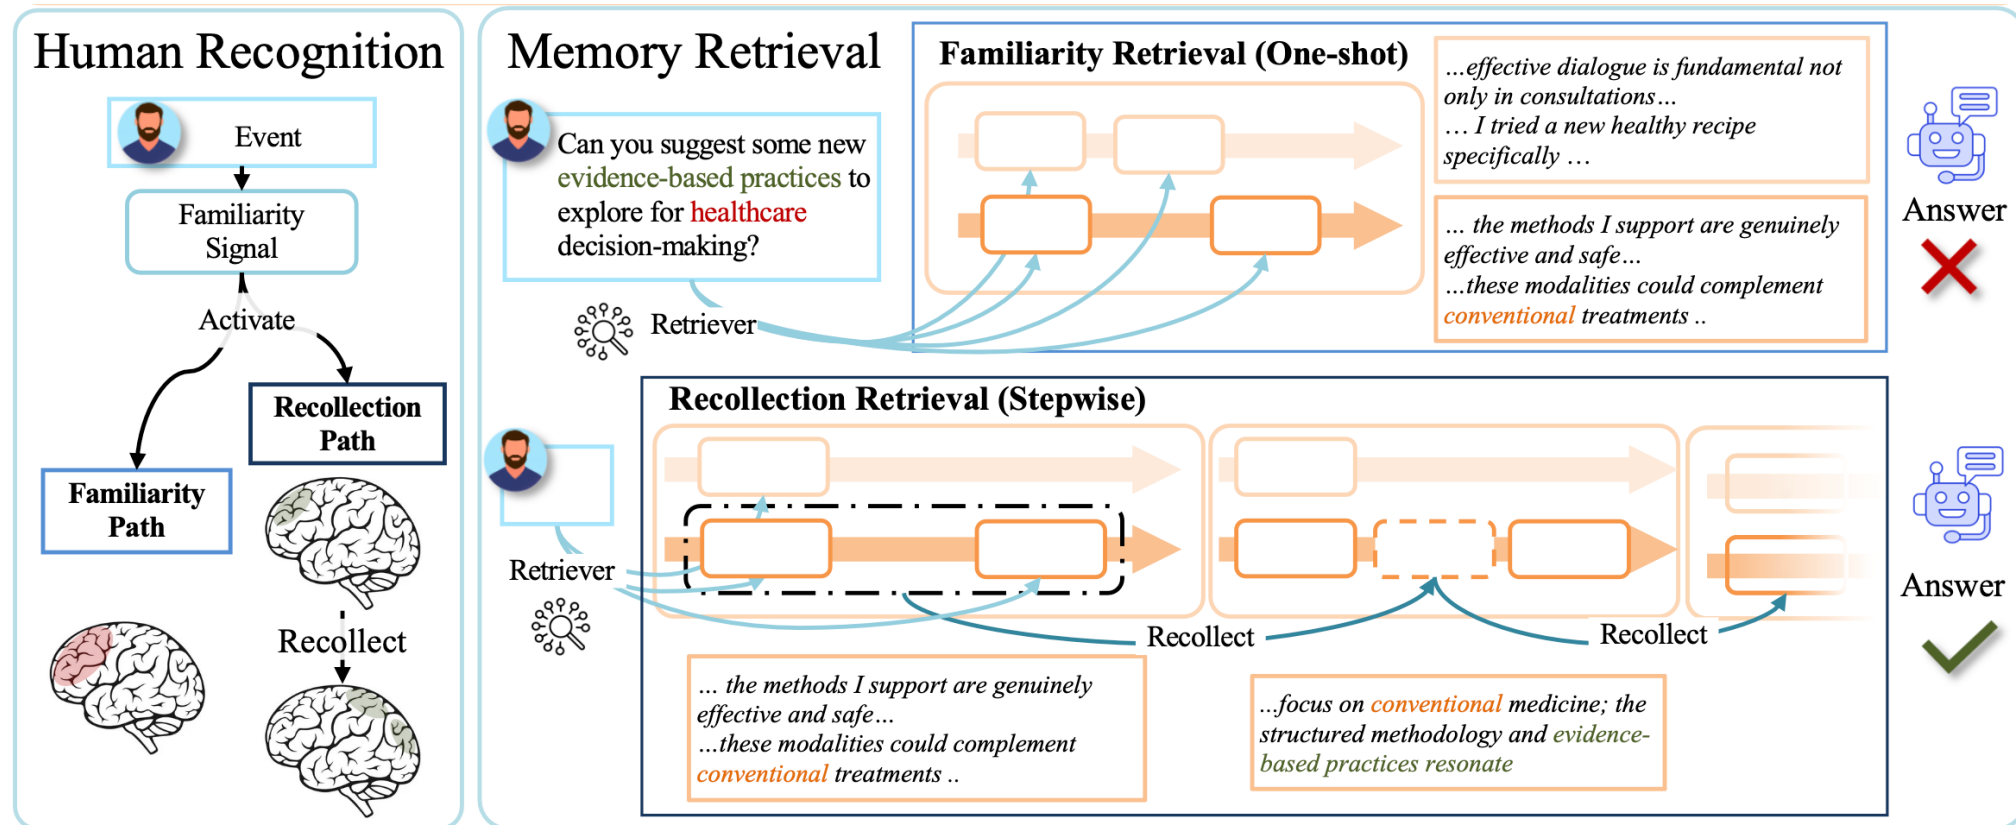 Human Recognition
Event
Familiarity
Signal
Activate
Recollection
Path
Familiarity
Path
Recollect
Memory Retrieval
Can you suggest some new
evidence-based practices to
explore for healthcare
decision-making?
Retriever
Familiarity Retrieval (One-shot)
...effective dialogue is fundamental not
only in consultations...
... I tried a new healthy recipe
specifically ...
... the methods I support are genuinely
effective and safe...
...these modalities could complement
conventional treatments ..
Answer
Recollection Retrieval (Stepwise)
Retriever
Recollect
Recollect
... the methods I support are genuinely
effective and safe...
...these modalities could complement
conventional treatments ..
...focus on conventional medicine; the
structured methodology and evidence-
based practices resonate
Answer